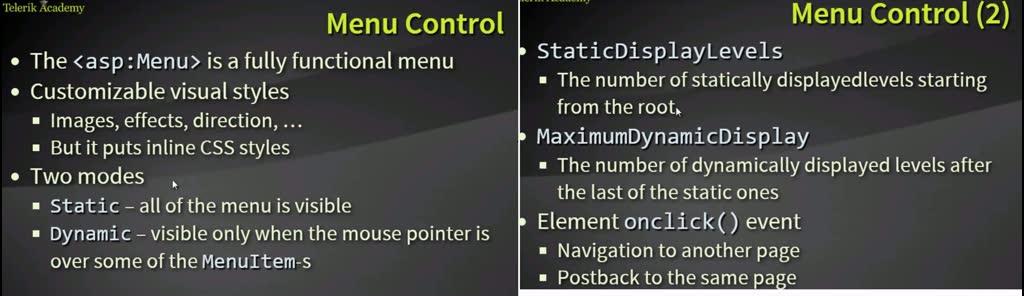 Telerik Academy
Menu Control
• The <asp:Menu> is a fully functional menu
• Customizable visual styles
▪ Images, effects, direction, …
▪ But it puts inline CSS styles
• Two modes
▪ Static – all of the menu is visible
▪ Dynamic – visible only when the mouse pointer is
over some of the MenuItem-s
Telerik Academy
Menu Control (2)
• StaticDisplayLevels
▪ The number of statically displayedlevels starting
from the root.
• MaximumDynamicDisplay
▪ The number of dynamically displayed levels after
the last of the static ones
• Element onclick() event
▪ Navigation to another page
▪ Postback to the same page